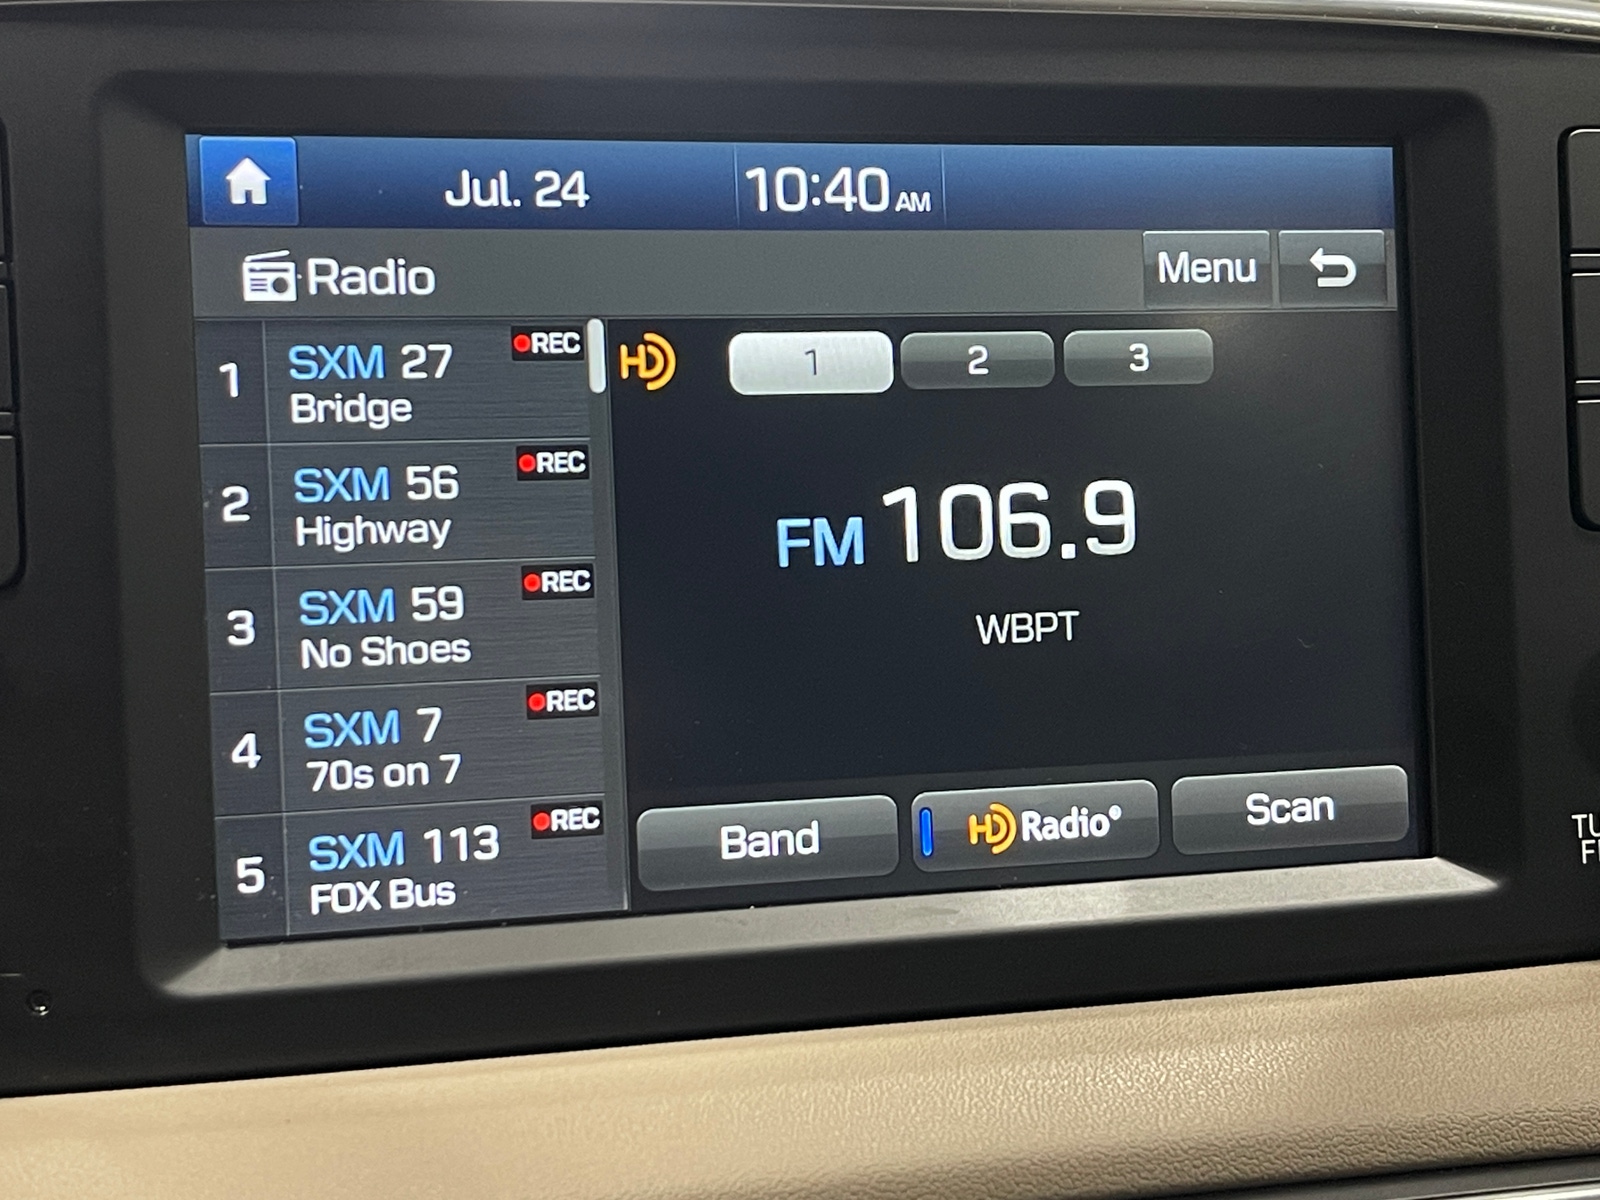 Jul. 24 10:40 AM
Radio Menu
1 SXM 27 REC
Bridge
2 SXM 56 REC
Highway
3 SXM 59 REC
No Shoes
4 SXM 7 REC
70s on 7
5 SXM 113 REC
FOX Bus
HD 1 2 3
FM 106.9
WBPT
Band HD Radio® Scan